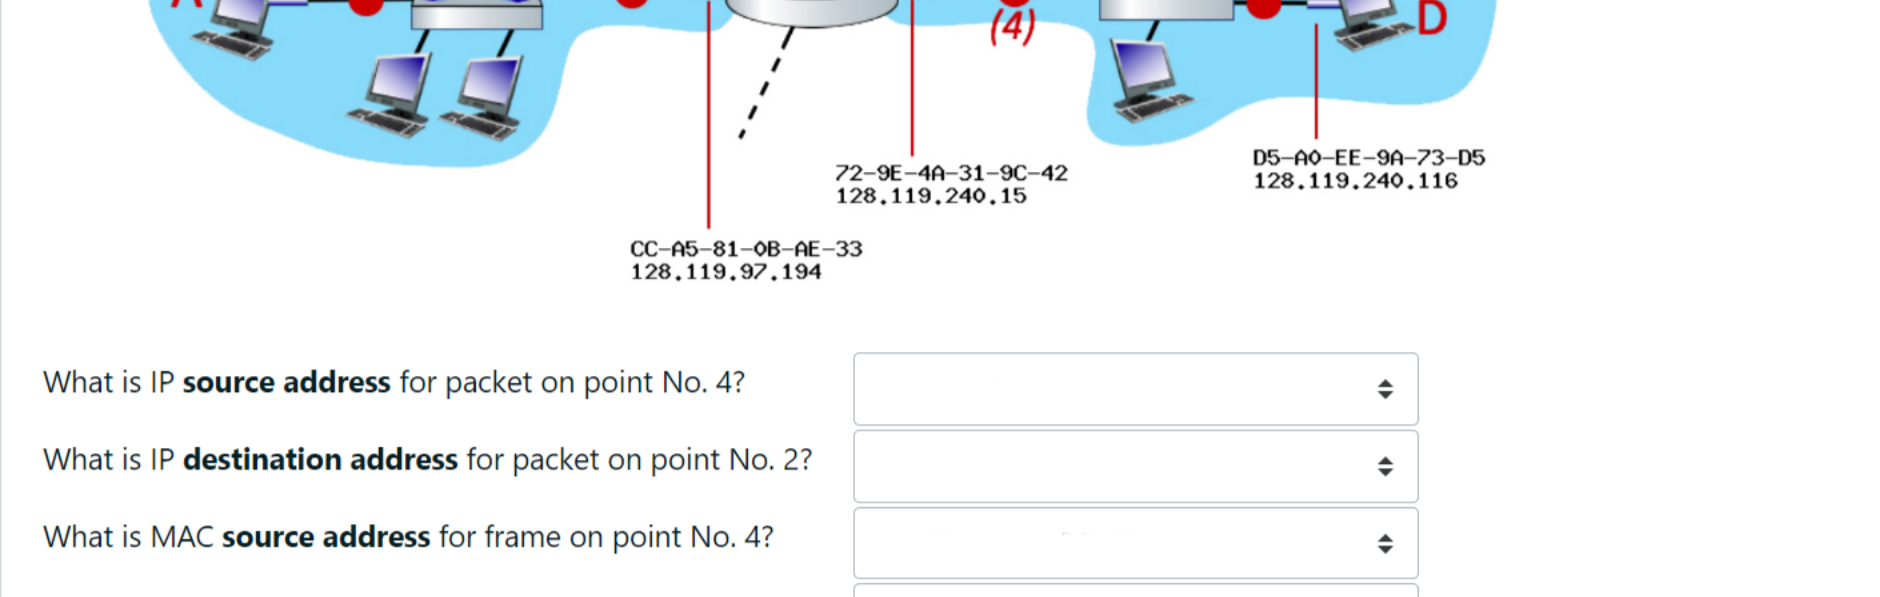 D
(4)
D5-A0-EE-9A-73-D5
128.119.240.116
72-9E-4A-31-9C-42
128.119.240.15
CC-A5-81-0B-AE-33
128.119.97.194
What is IP source address for packet on point No. 4?
What is IP destination address for packet on point No. 2?
What is MAC source address for frame on point No. 4?